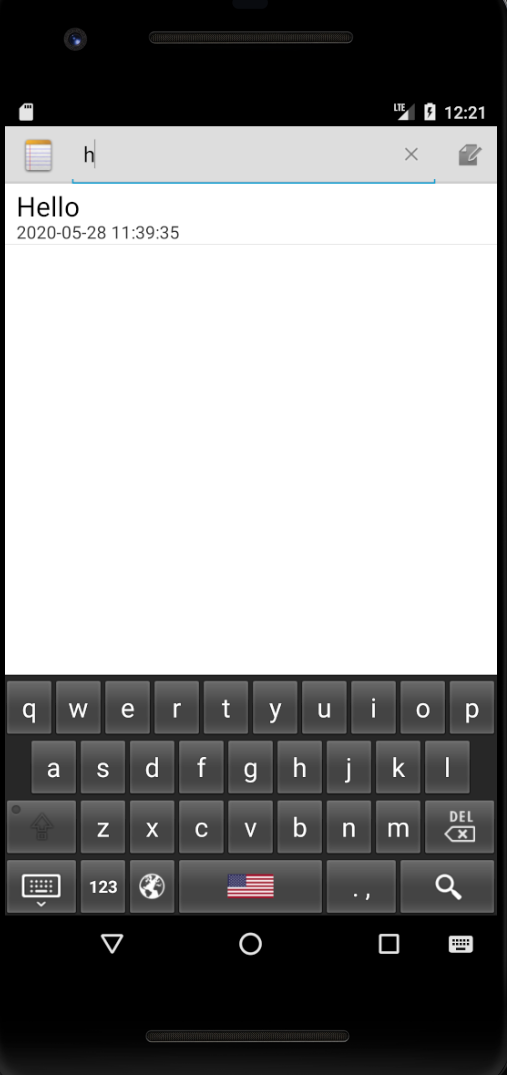 LTE 12:21
h
Hello
2020-05-28 11:39:35
q w e r t y u i o p
a s d f g h j k l
z x c v b n m DEL
123 . ,